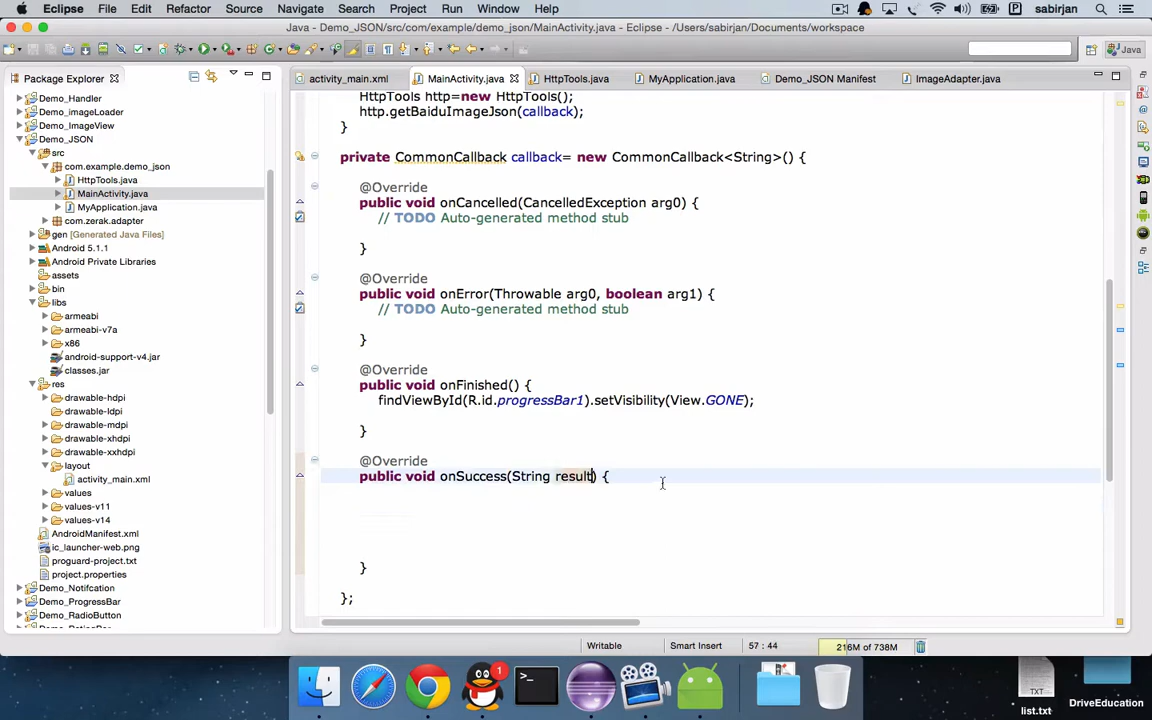 Eclipse File Edit Refactor Source Navigate Search Project Run Window Help sabirjan
Java - Demo_JSON/src/com/example/demo_json/MainActivity.java - Eclipse - /Users/sabirjan/Documents/workspace
Java
Package Explorer
activity_main.xml MainActivity.java HttpTools.java MyApplication.java Demo_JSON Manifest ImageAdapter.java
Demo_Handler
Demo_imageLoader
Demo_ImageView
Demo_JSON
src
com.example.demo_json
HttpTools.java
MainActivity.java
MyApplication.java
com.zerak.adapter
gen [Generated Java Files]
Android 5.1.1
Android Private Libraries
assets
bin
libs
armeabi
armeabi-v7a
x86
android-support-v4.jar
classes.jar
res
drawable-hdpi
drawable-ldpi
drawable-mdpi
drawable-xhdpi
drawable-xxhdpi
layout
activity_main.xml
values
values-v11
values-v14
AndroidManifest.xml
ic_launcher-web.png
proguard-project.txt
project.properties
Demo_Notifcation
Demo_ProgressBar
Demo_RadioButton
HttpTools http=new HttpTools();
http.getBaiduImageJson(callback);
}
private CommonCallback callback= new CommonCallback<String>() {
@Override
public void onCancelled(CancelledException arg0) {
// TODO Auto-generated method stub
}
@Override
public void onError(Throwable arg0, boolean arg1) {
// TODO Auto-generated method stub
}
@Override
public void onFinished() {
findViewById(R.id.progressBar1).setVisibility(View.GONE);
}
@Override
public void onSuccess(String result) {
}
};
Writable Smart Insert 57 : 44 216M of 738M
1
TXT
list.txt
DriveEducation